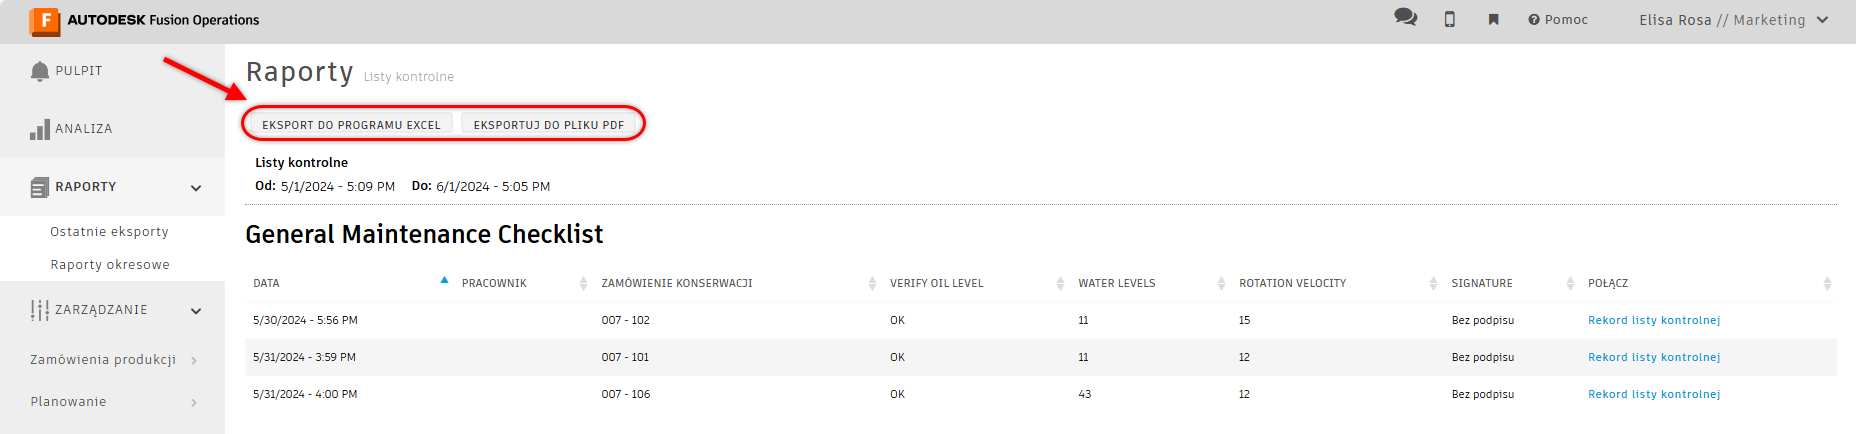 F AUTODESK Fusion Operations
Pomoc
Elisa Rosa // Marketing
PULPIT
ANALIZA
RAPORTY
Ostatnie eksporty
Raporty okresowe
ZARZĄDZANIE
Zamówienia produkcji
Planowanie
Raporty Listy kontrolne
EKSPORT DO PROGRAMU EXCEL EKSPORTUJ DO PLIKU PDF
Listy kontrolne
Od: 5/1/2024 - 5:09 PM Do: 6/1/2024 - 5:05 PM
General Maintenance Checklist
DATA PRACOWNIK ZAMÓWIENIE KONSERWACJI VERIFY OIL LEVEL WATER LEVELS ROTATION VELOCITY SIGNATURE POŁĄCZ
5/30/2024 - 5:56 PM 007 - 102 OK 11 15 Bez podpisu Rekord listy kontrolnej
5/31/2024 - 3:59 PM 007 - 101 OK 11 12 Bez podpisu Rekord listy kontrolnej
5/31/2024 - 4:00 PM 007 - 106 OK 43 12 Bez podpisu Rekord listy kontrolnej